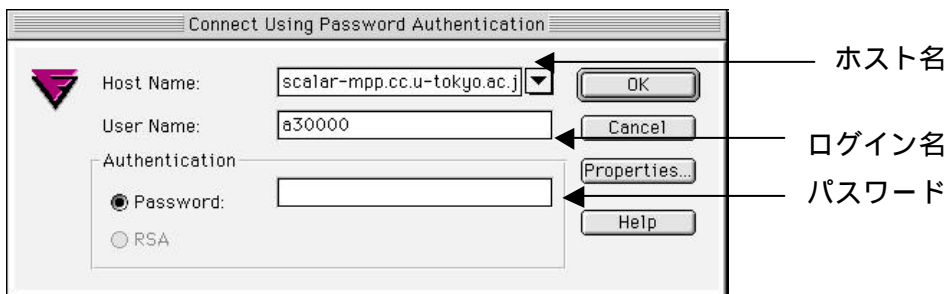 Connect Using Password Authentication
Host Name:
scalar-mpp.cc.u-tokyo.ac.j
OK
ホスト名
User Name:
a30000
Cancel
ログイン名
Authentication
Properties...
Password:
パスワード
Help
RSA